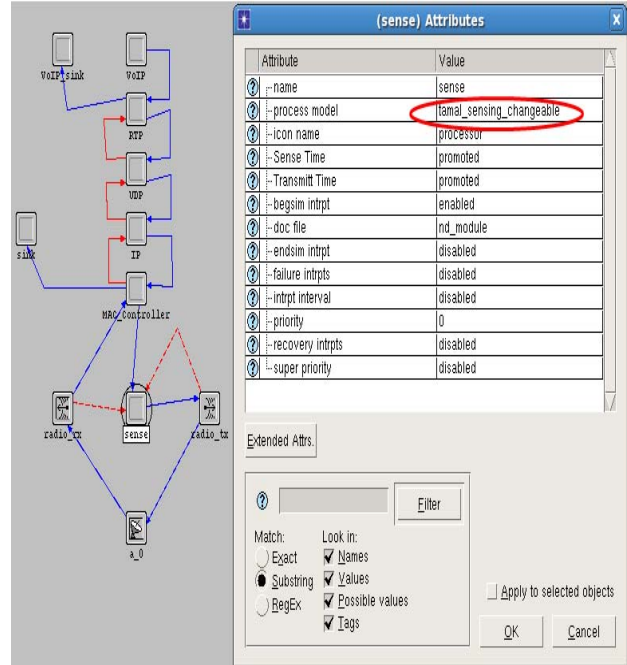 VoIP_sink
VoIP
RTP
UDP
sink
IP
MAC_Controller
radio_rx
sense
radio_tx
a_0
(sense) Attributes
Attribute Value
name sense
process model tamal_sensing_changeable
icon name processor
Sense Time promoted
Transmitt Time promoted
begsim intrpt enabled
doc file nd_module
endsim intrpt disabled
failure intrpts disabled
intrpt interval disabled
priority 0
recovery intrpts disabled
super priority disabled
Extended Attrs.
Filter
Match: Look in:
Exact Names
Substring Values
RegEx Possible values
Tags
Apply to selected objects
OK Cancel